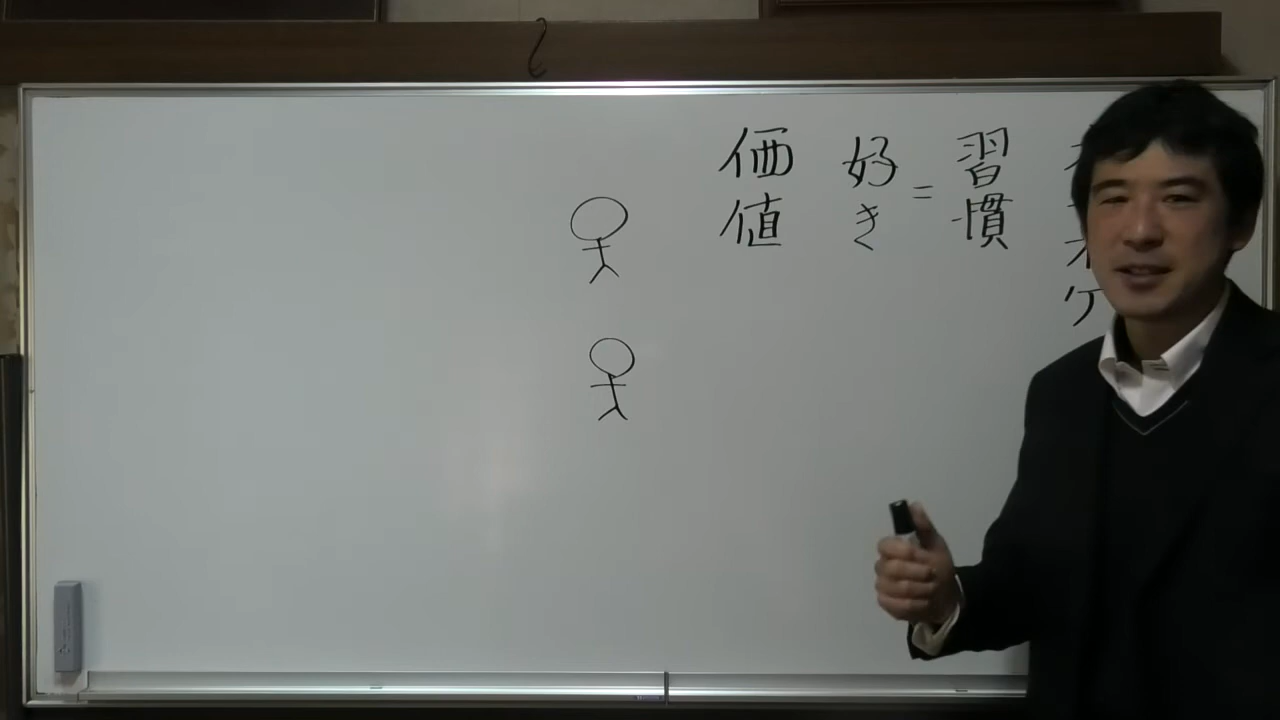 習慣
=
好き
価値